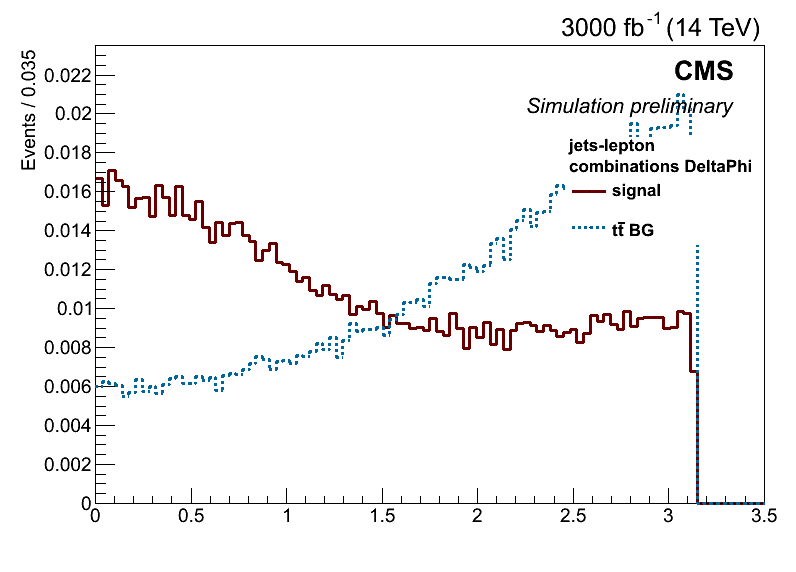 3000 fb⁻¹ (14 TeV)
CMS
Simulation preliminary
Events / 0.035
jets-lepton
combinations DeltaPhi
signal
tt̄ BG
0.022
0.02
0.018
0.016
0.014
0.012
0.01
0.008
0.006
0.004
0.002
0
0 0.5 1 1.5 2 2.5 3 3.5